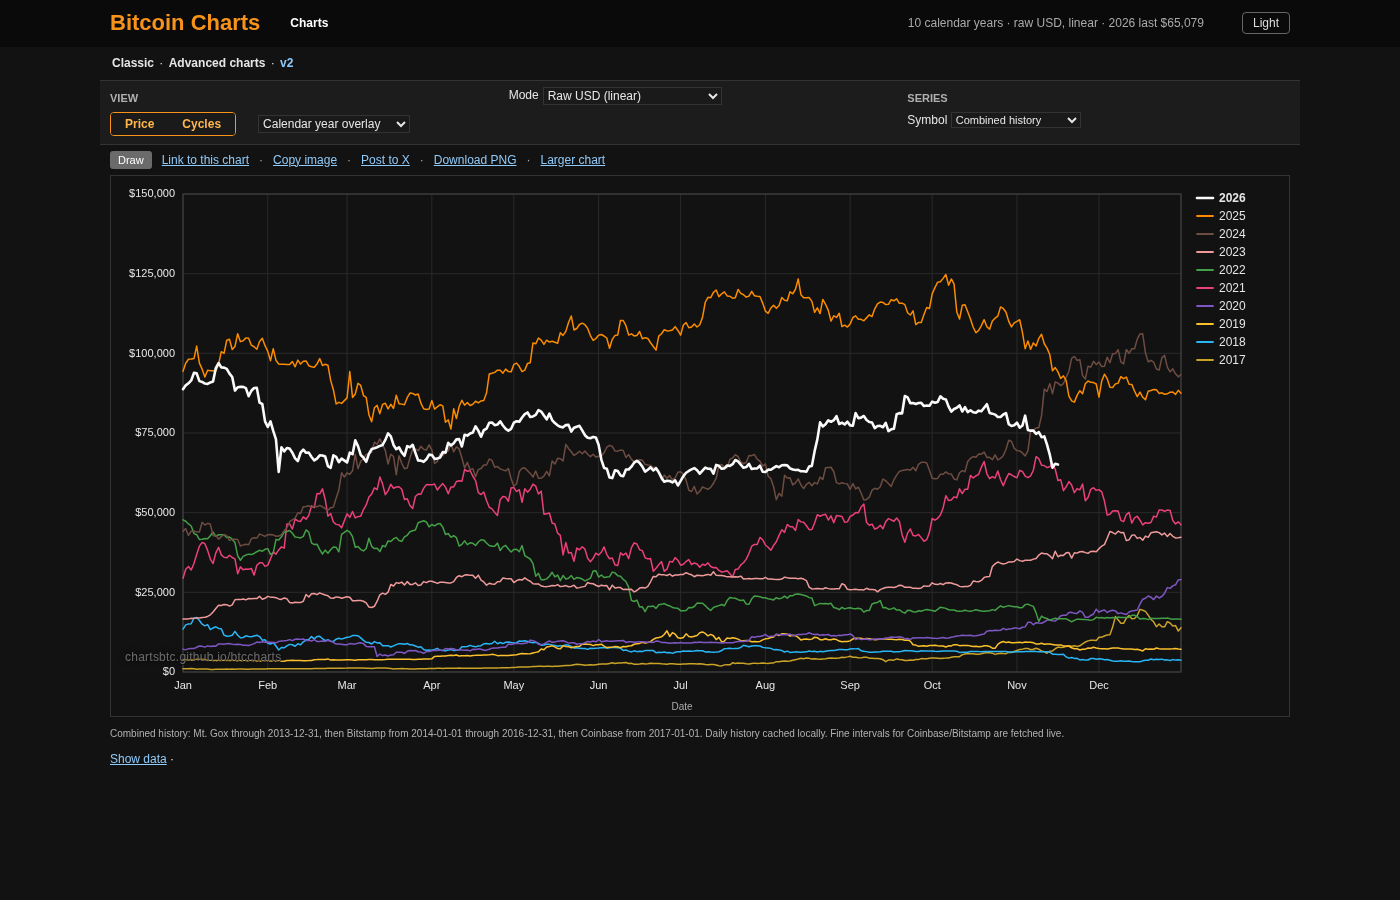 Bitcoin Charts
Charts
10 calendar years · raw USD, linear · 2026 last $65,079
Light
Classic · Advanced charts · v2
VIEW
Price Cycles
Calendar year overlay
Mode Raw USD (linear)
SERIES
Symbol Combined history
Draw Link to this chart · Copy image · Post to X · Download PNG · Larger chart
$150,000
$125,000
$100,000
$75,000
$50,000
$25,000
$0
chartsbtc.github.io/btccharts
Jan Feb Mar Apr May Jun Jul Aug Sep Oct Nov Dec
Date
2026
2025
2024
2023
2022
2021
2020
2019
2018
2017
Combined history: Mt. Gox through 2013-12-31, then Bitstamp from 2014-01-01 through 2016-12-31, then Coinbase from 2017-01-01. Daily history cached locally. Fine intervals for Coinbase/Bitstamp are fetched live.
Show data ·